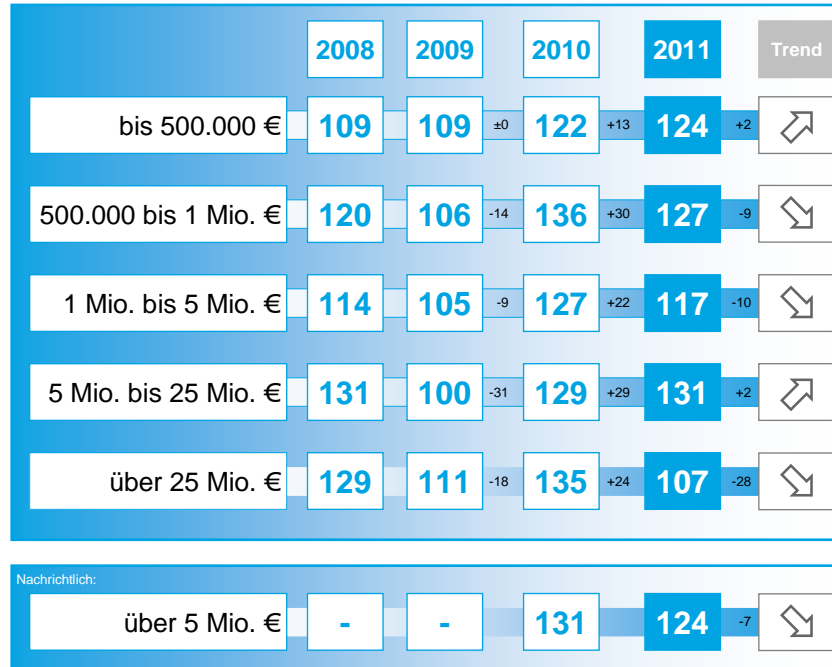 2008 2009 2010 2011 Trend
bis 500.000 € 109 109 ±0 122 +13 124 +2
500.000 bis 1 Mio. € 120 106 -14 136 +30 127 -9
1 Mio. bis 5 Mio. € 114 105 -9 127 +22 117 -10
5 Mio. bis 25 Mio. € 131 100 -31 129 +29 131 +2
über 25 Mio. € 129 111 -18 135 +24 107 -28
Nachrichtlich:
über 5 Mio. € - - 131 124 -7